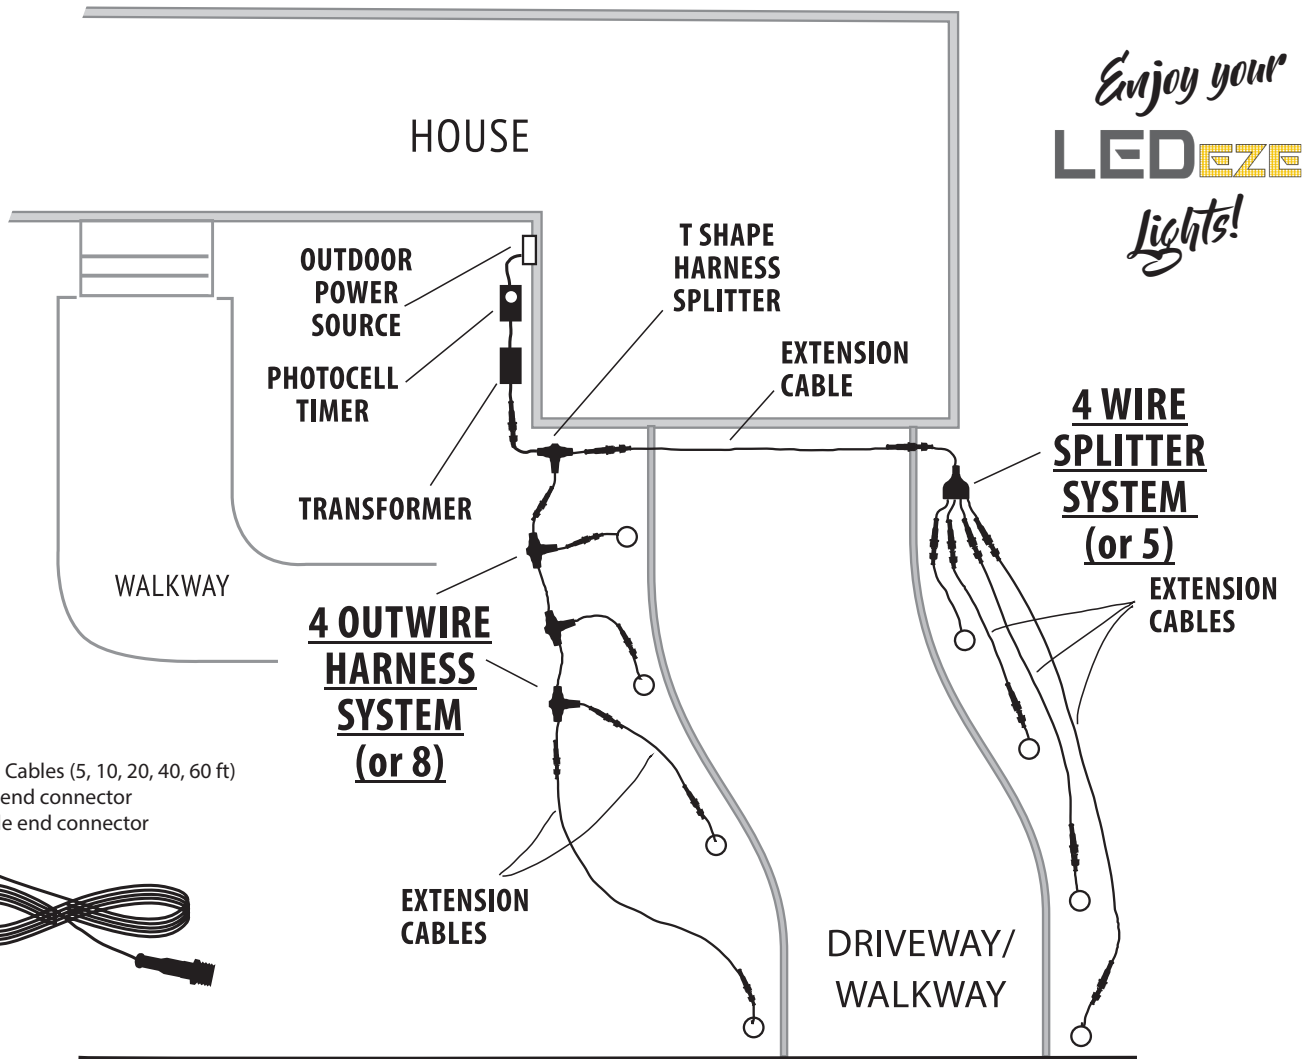 Enjoy your
LEDEZE
Lights!
HOUSE
OUTDOOR
POWER
SOURCE
T SHAPE
HARNESS
SPLITTER
PHOTOCELL
TIMER
EXTENSION
CABLE
4 WIRE
SPLITTER
SYSTEM
(or 5)
TRANSFORMER
WALKWAY
4 OUTWIRE
HARNESS
SYSTEM
(or 8)
EXTENSION
CABLES
Cables (5, 10, 20, 40, 60 ft)
end connector
end connector
EXTENSION
CABLES
DRIVEWAY/
WALKWAY